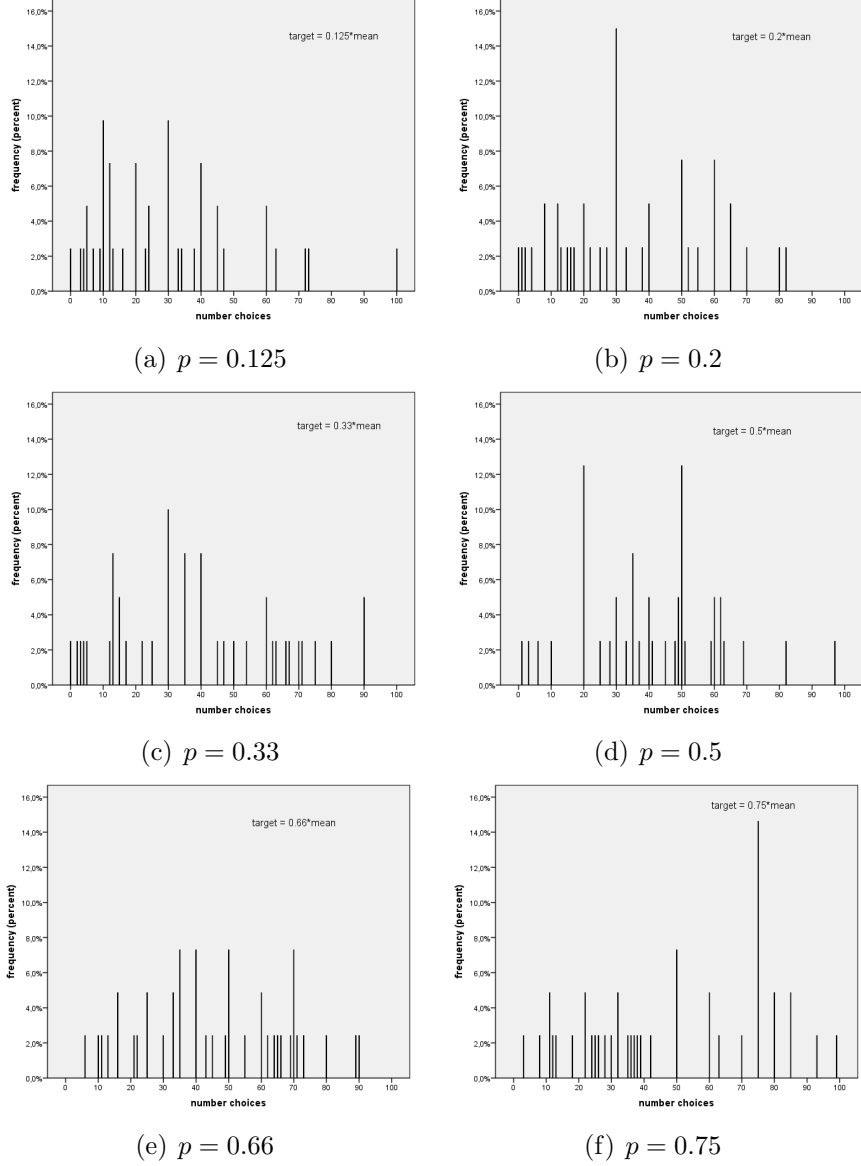 16,0%
14,0%
12,0%
10,0%
8,0%
6,0%
4,0%
2,0%
0,0%
frequency (percent)
target = 0.125*mean
0 10 20 30 40 50 60 70 80 90 100
number choices
(a) p = 0.125
16,0%
14,0%
12,0%
10,0%
8,0%
6,0%
4,0%
2,0%
0,0%
frequency (percent)
target = 0.2*mean
0 10 20 30 40 50 60 70 80 90 100
number choices
(b) p = 0.2
16,0%
14,0%
12,0%
10,0%
8,0%
6,0%
4,0%
2,0%
0,0%
frequency (percent)
target = 0.33*mean
0 10 20 30 40 50 60 70 80 90 100
number choices
(c) p = 0.33
16,0%
14,0%
12,0%
10,0%
8,0%
6,0%
4,0%
2,0%
0,0%
frequency (percent)
target = 0.5*mean
0 10 20 30 40 50 60 70 80 90 100
number choices
(d) p = 0.5
16,0%
14,0%
12,0%
10,0%
8,0%
6,0%
4,0%
2,0%
0,0%
frequency (percent)
target = 0.66*mean
0 10 20 30 40 50 60 70 80 90 100
number choices
(e) p = 0.66
16,0%
14,0%
12,0%
10,0%
8,0%
6,0%
4,0%
2,0%
0,0%
frequency (percent)
target = 0.75*mean
0 10 20 30 40 50 60 70 80 90 100
number choices
(f) p = 0.75